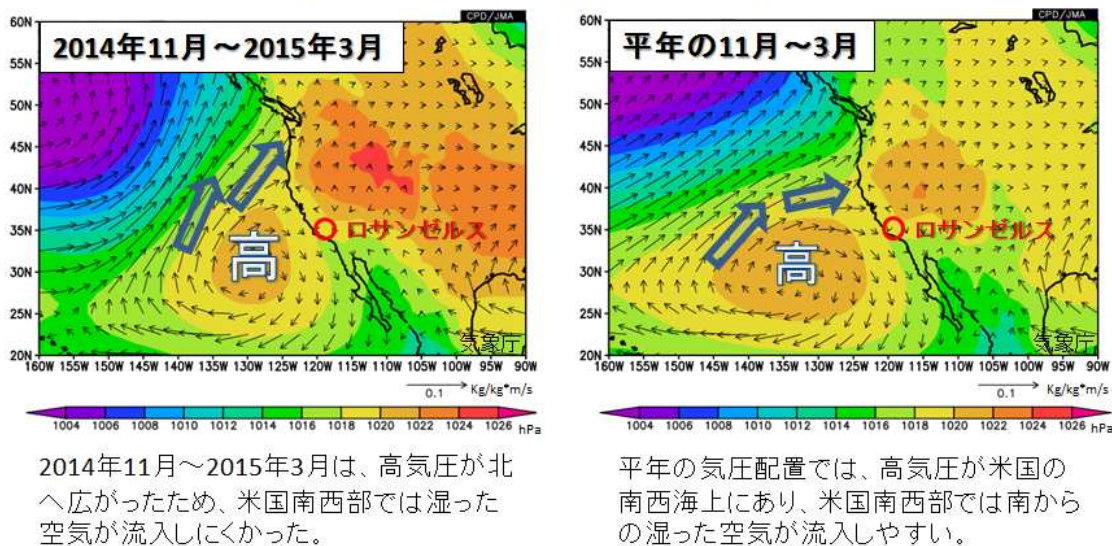 CPD/JMA
2014年11月～2015年3月
60N
55N
50N
45N
40N
35N
30N
25N
20N
160W 155W 150W 145W 140W 135W 130W 125W 120W 115W 110W 105W 100W 95W 90W
高
ロサンゼルス
気象庁
0.1 Kg/kg*m/s
1004 1006 1008 1010 1012 1014 1016 1018 1020 1022 1024 1026 hPa
2014年11月～2015年3月は、高気圧が北
へ広がったため、米国南西部では湿った
空気が流入しにくかった。
CPD/JMA
平年の11月～3月
60N
55N
50N
45N
40N
35N
30N
25N
20N
160W 155W 150W 145W 140W 135W 130W 125W 120W 115W 110W 105W 100W 95W 90W
高
ロサンゼルス
気象庁
0.1 Kg/kg*m/s
1004 1006 1008 1010 1012 1014 1016 1018 1020 1022 1024 1026 hPa
平年の気圧配置では、高気圧が米国の
南西海上にあり、米国南西部では南から
の湿った空気が流入しやすい。